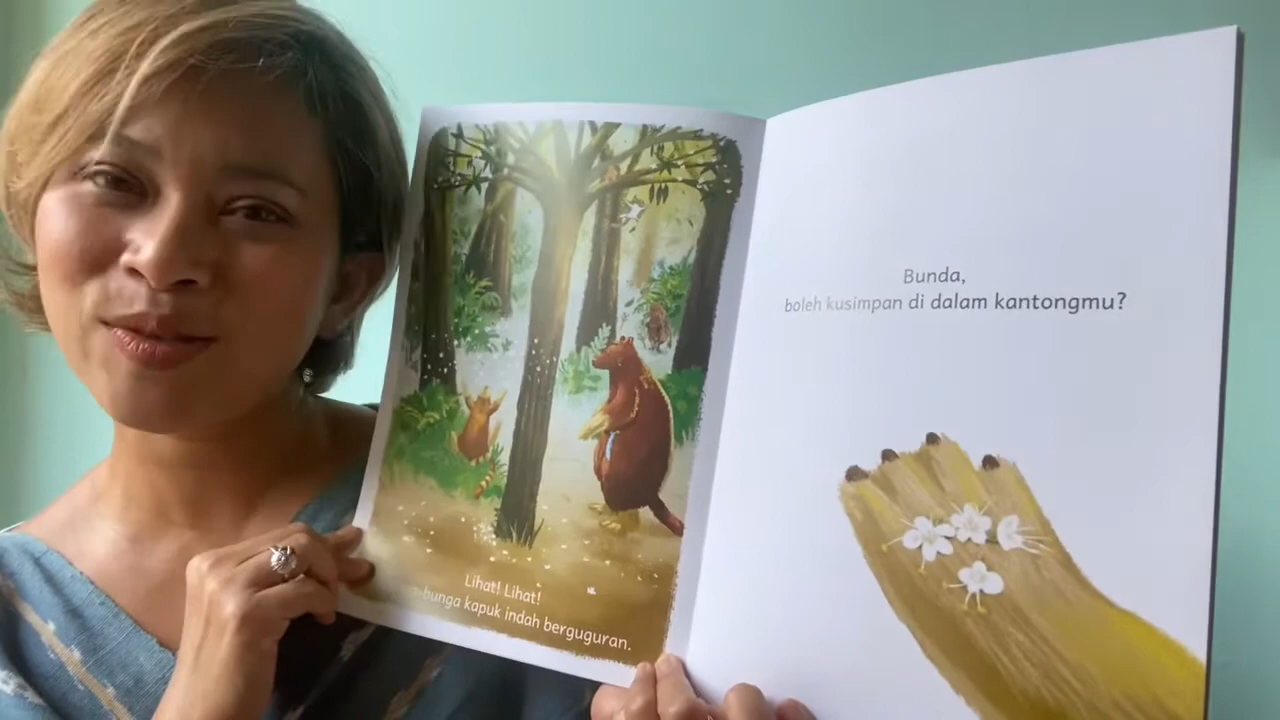 Lihat! Lihat!
-bunga kapuk indah berguguran.
Bunda,
boleh kusimpan di dalam kantongmu?